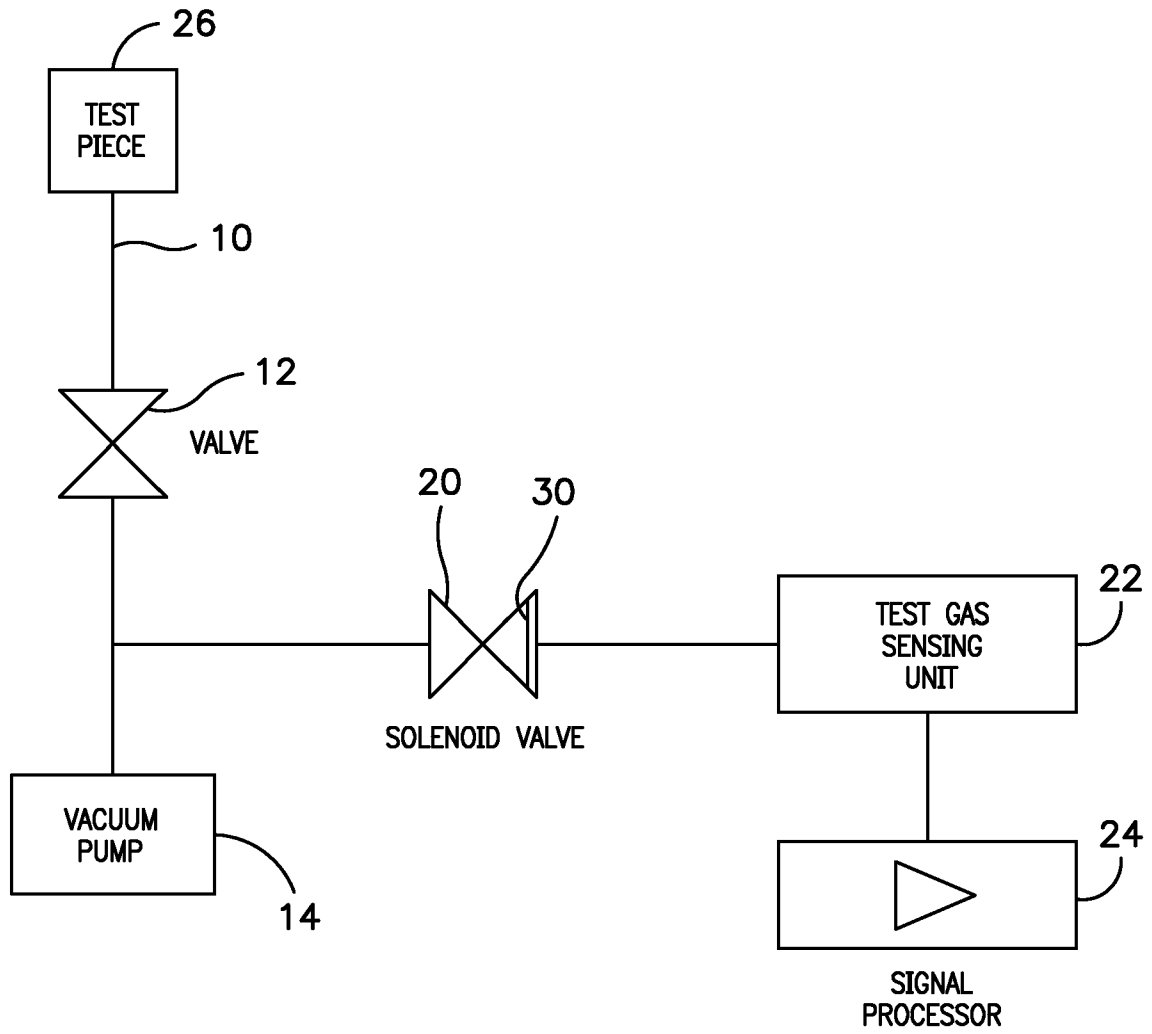 26
TEST
PIECE
10
12
VALVE
20
30
SOLENOID VALVE
TEST GAS
SENSING
UNIT
22
VACUUM
PUMP
14
24
SIGNAL
PROCESSOR